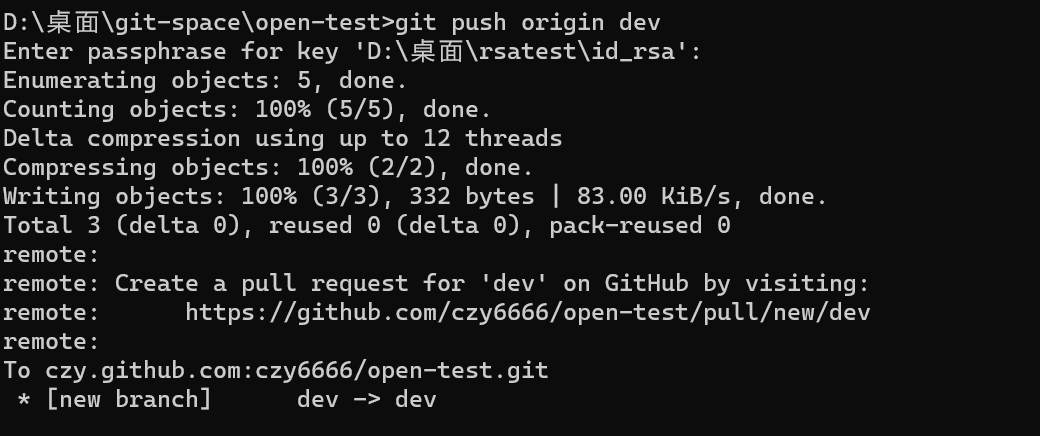 D:\桌面\git-space\open-test>git push origin dev
Enter passphrase for key 'D:\桌面\rsatest\id_rsa':
Enumerating objects: 5, done.
Counting objects: 100% (5/5), done.
Delta compression using up to 12 threads
Compressing objects: 100% (2/2), done.
Writing objects: 100% (3/3), 332 bytes | 83.00 KiB/s, done.
Total 3 (delta 0), reused 0 (delta 0), pack-reused 0
remote:
remote: Create a pull request for 'dev' on GitHub by visiting:
remote:      https://github.com/czy6666/open-test/pull/new/dev
remote:
To czy.github.com:czy6666/open-test.git
 * [new branch]      dev -> dev